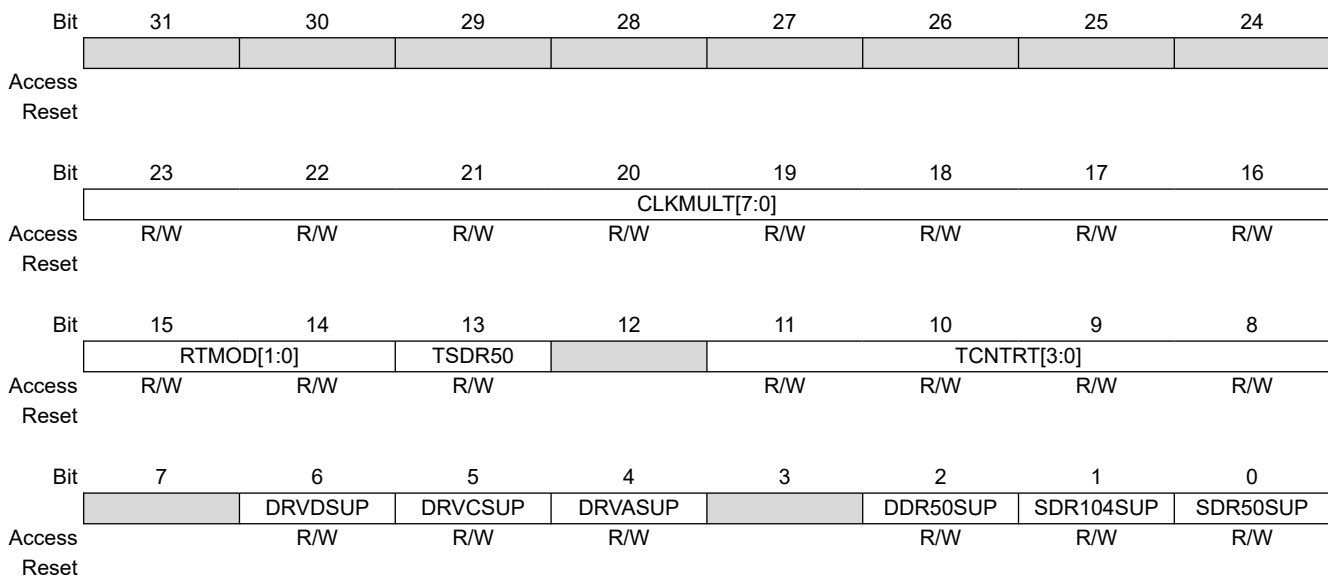 Bit 31 30 29 28 27 26 25 24
Access
Reset
Bit 23 22 21 20 19 18 17 16
CLKMULT[7:0]
Access R/W R/W R/W R/W R/W R/W R/W R/W
Reset
Bit 15 14 13 12 11 10 9 8
RTMOD[1:0] TSDR50 TCNTRT[3:0]
Access R/W R/W R/W R/W R/W R/W R/W
Reset
Bit 7 6 5 4 3 2 1 0
DRVDSUP DRVCSUP DRVASUP DDR50SUP SDR104SUP SDR50SUP
Access R/W R/W R/W R/W R/W R/W
Reset